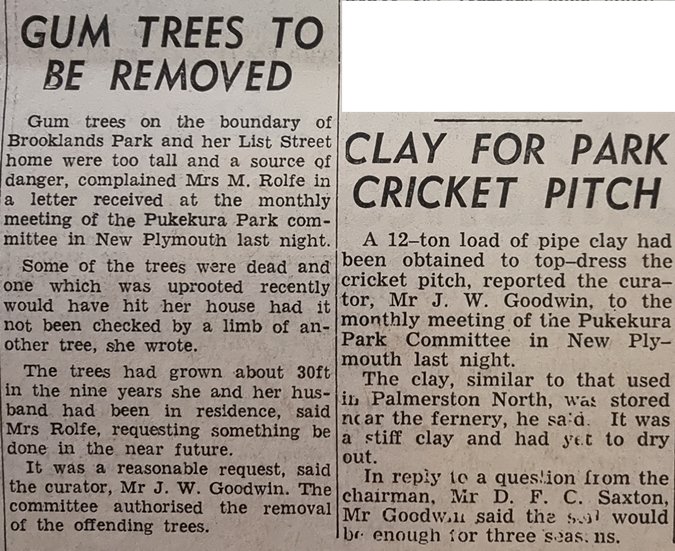 GUM TREES TO
BE REMOVED
Gum trees on the boundary of
Brooklands Park and her List Street
home were too tall and a source of
danger, complained Mrs M. Rolfe in
a letter received at the monthly
meeting of the Pukekura Park com-
mittee in New Plymouth last night.
Some of the trees were dead and
one which was uprooted recently
would have hit her house had it
not been checked by a limb of an-
other tree, she wrote.
The trees had grown about 30ft
in the nine years she and her hus-
band had been in residence, said
Mrs Rolfe, requesting something be
done in the near future.
It was a reasonable request, said
the curator, Mr J. W. Goodwin. The
committee authorised the removal
of the offending trees.
CLAY FOR PARK
CRICKET PITCH
A 12-ton load of pipe clay had
been obtained to top-dress the
cricket pitch, reported the cura-
tor, Mr J. W. Goodwin, to the
monthly meeting of the Pukekura
Park Committee in New Ply-
mouth last night.
The clay, similar to that used
in Palmerston North, was stored
near the fernery, he said. It was
a stiff clay and had yet to dry
out.
In reply to a question from the
chairman, Mr D. F. C. Saxton,
Mr Goodwin said the soil would
be enough for three seasons.